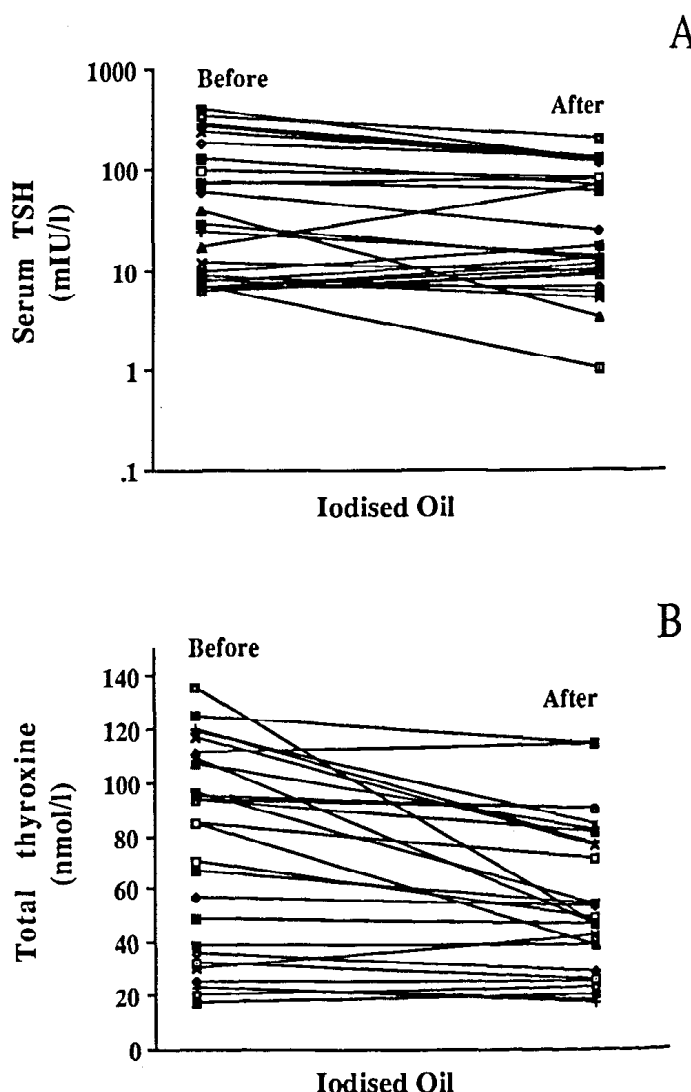 A
1000
Before
After
100
Serum TSH
(mIU/l)
10
1
.1
Iodised Oil
B
Before
140
After
120
100
Total thyroxine
(nmol/l)
80
60
40
20
0
Iodised Oil